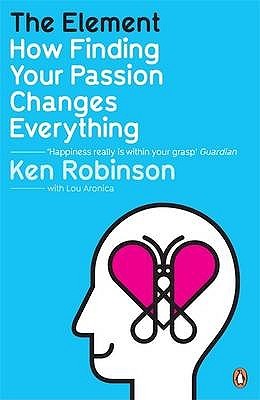 The Element
How Finding
Your Passion
Changes
Everything
'Happiness really is within your grasp' Guardian
Ken Robinson
with Lou Aronica